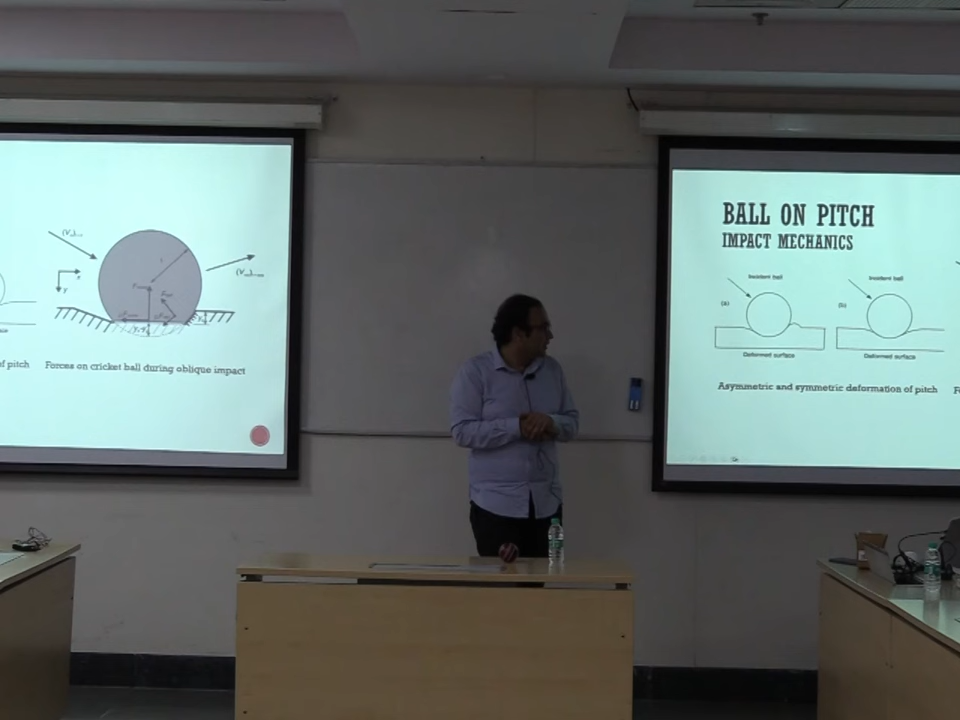 of pitch
Forces on cricket ball during oblique impact
BALL ON PITCH
IMPACT MECHANICS
Incident ball
Incident ball
(a)
(b)
Deformed surface
Deformed surface
Asymmetric and symmetric deformation of pitch